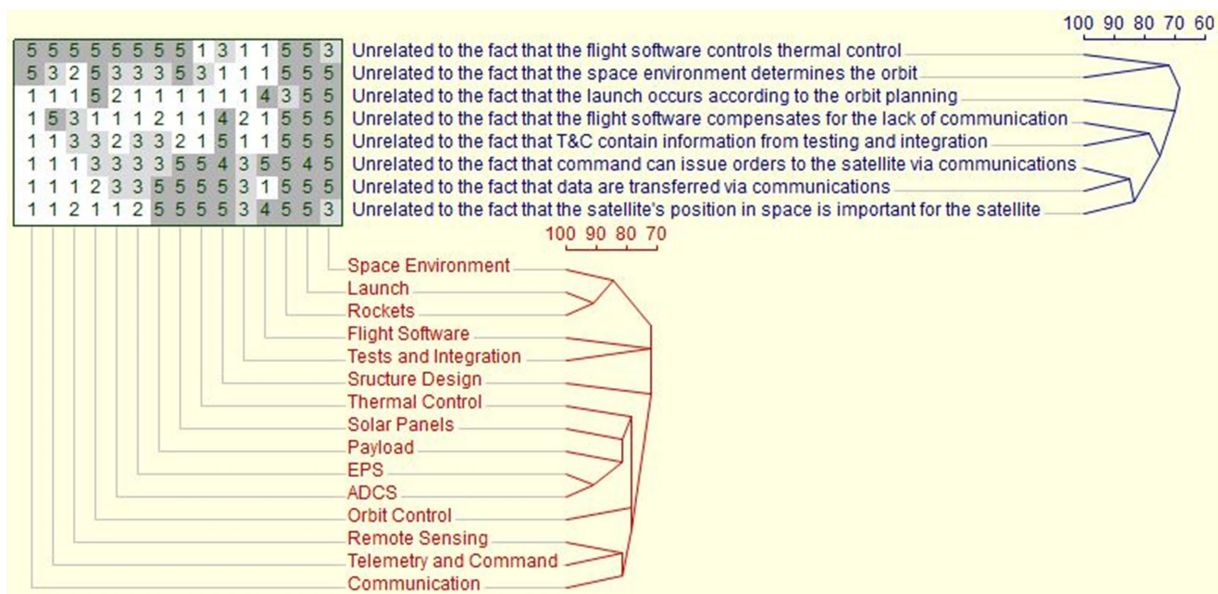 100 90 80 70 60
5 5 5 5 5 5 5 5 1 3 1 1 5 5 3 Unrelated to the fact that the flight software controls thermal control
5 3 2 5 3 3 3 5 3 1 1 1 5 5 5 Unrelated to the fact that the space environment determines the orbit
1 1 1 5 2 1 1 1 1 1 1 4 3 5 5 Unrelated to the fact that the launch occurs according to the orbit planning
1 5 3 1 1 1 2 1 1 4 2 1 5 5 5 Unrelated to the fact that the flight software compensates for the lack of communication
1 1 3 3 2 3 3 2 1 5 1 1 5 5 5 Unrelated to the fact that T&C contain information from testing and integration
1 1 1 3 3 3 3 5 5 4 3 5 5 4 5 Unrelated to the fact that command can issue orders to the satellite via communications
1 1 1 2 3 3 5 5 5 5 3 1 5 5 5 Unrelated to the fact that data are transferred via communications
1 1 2 1 1 2 5 5 5 5 3 4 5 5 3 Unrelated to the fact that the satellite's position in space is important for the satellite
100 90 80 70
Space Environment
Launch
Rockets
Flight Software
Tests and Integration
Sructure Design
Thermal Control
Solar Panels
Payload
EPS
ADCS
Orbit Control
Remote Sensing
Telemetry and Command
Communication